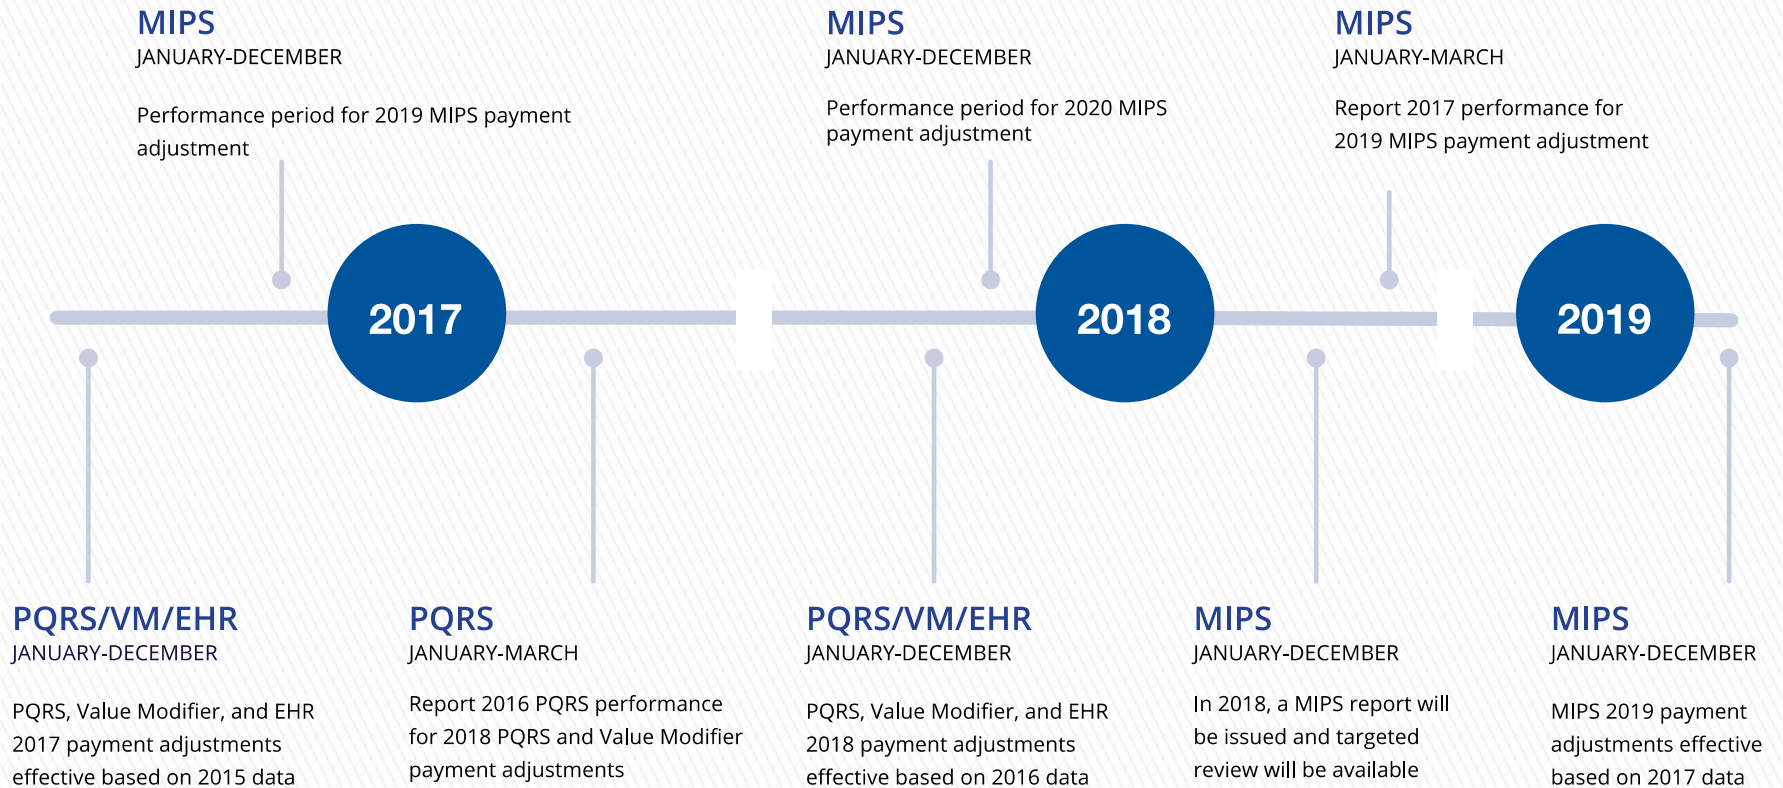 MIPS
JANUARY-DECEMBER
Performance period for 2019 MIPS payment
adjustment
MIPS
JANUARY-DECEMBER
Performance period for 2020 MIPS
payment adjustment
MIPS
JANUARY-MARCH
Report 2017 performance for
2019 MIPS payment adjustment
2017
2018
2019
PQRS/VM/EHR
JANUARY-DECEMBER
PQRS, Value Modifier, and EHR
2017 payment adjustments
effective based on 2015 data
PQRS
JANUARY-MARCH
Report 2016 PQRS performance
for 2018 PQRS and Value Modifier
payment adjustments
PQRS/VM/EHR
JANUARY-DECEMBER
PQRS, Value Modifier, and EHR
2018 payment adjustments
effective based on 2016 data
MIPS
JANUARY-DECEMBER
In 2018, a MIPS report will
be issued and targeted
review will be available
MIPS
JANUARY-DECEMBER
MIPS 2019 payment
adjustments effective
based on 2017 data